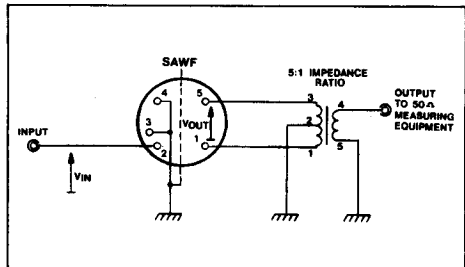 SAWF
5:1 IMPEDANCE
RATIO
4
5
3
4
OUTPUT
TO 50Ω
MEASURING
EQUIPMENT
3
VOUT
2
INPUT
2
1
1
5
VIN